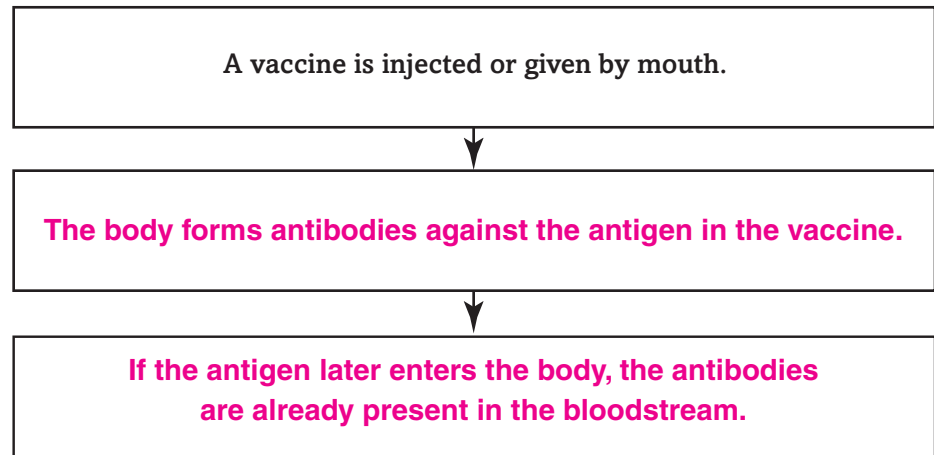 A vaccine is injected or given by mouth.
The body forms antibodies against the antigen in the vaccine.
If the antigen later enters the body, the antibodies
are already present in the bloodstream.